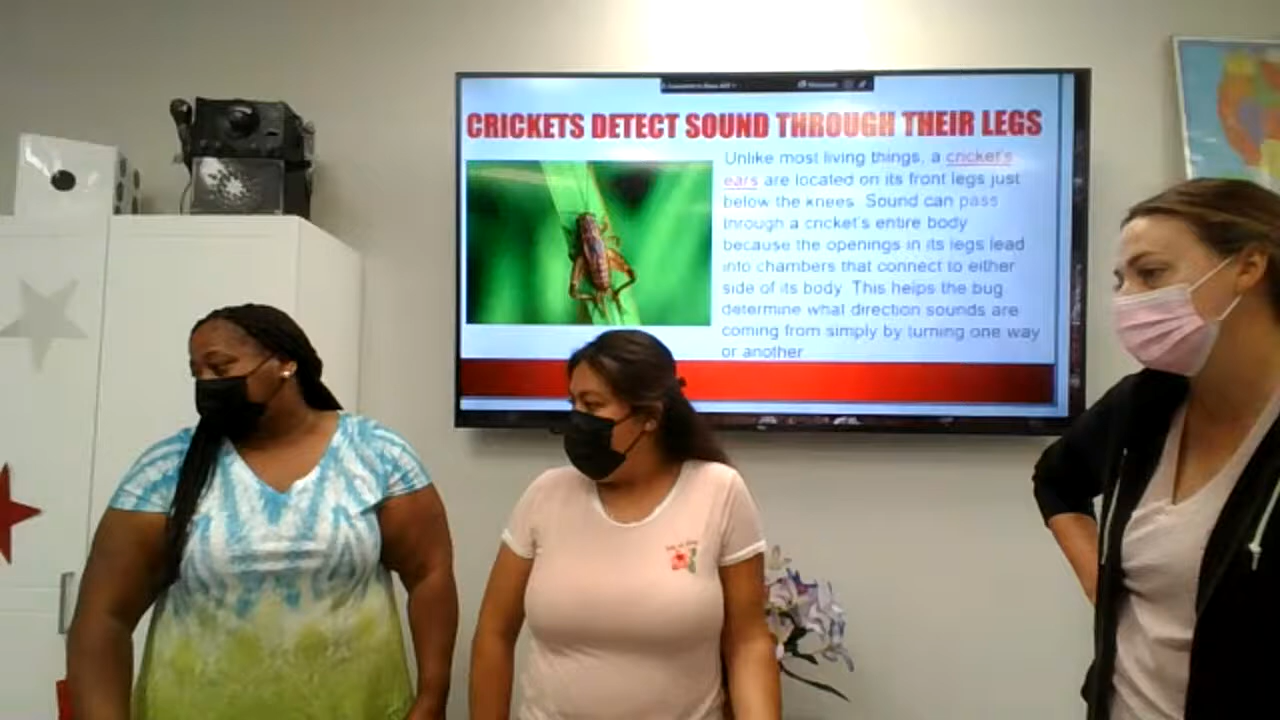 CRICKETS DETECT SOUND THROUGH THEIR LEGS
Unlike most living things, a cricket's
ears are located on its front legs just
below the knees. Sound can pass
through a cricket's entire body
because the openings in its legs lead
into chambers that connect to either
side of its body. This helps the bug
determine what direction sounds are
coming from simply by turning one way
or another